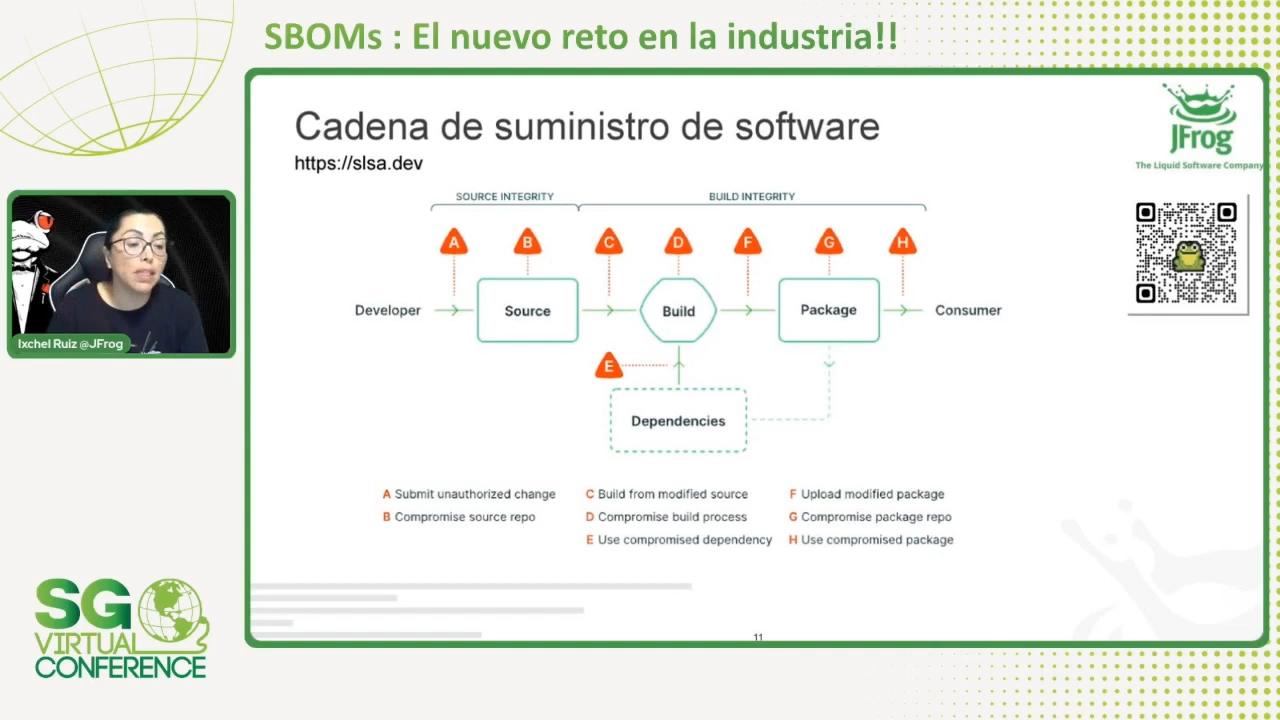 SBOMs : El nuevo reto en la industria!!
Cadena de suministro de software
https://slsa.dev
JFrog
The Liquid Software Company
SOURCE INTEGRITY
BUILD INTEGRITY
A
B
C
D
F
G
H
Developer
Source
Build
Package
Consumer
E
Dependencies
A Submit unauthorized change
B Compromise source repo
C Build from modified source
D Compromise build process
E Use compromised dependency
F Upload modified package
G Compromise package repo
H Use compromised package
11
Ixchel Ruiz @JFrog
SG
VIRTUAL
CONFERENCE